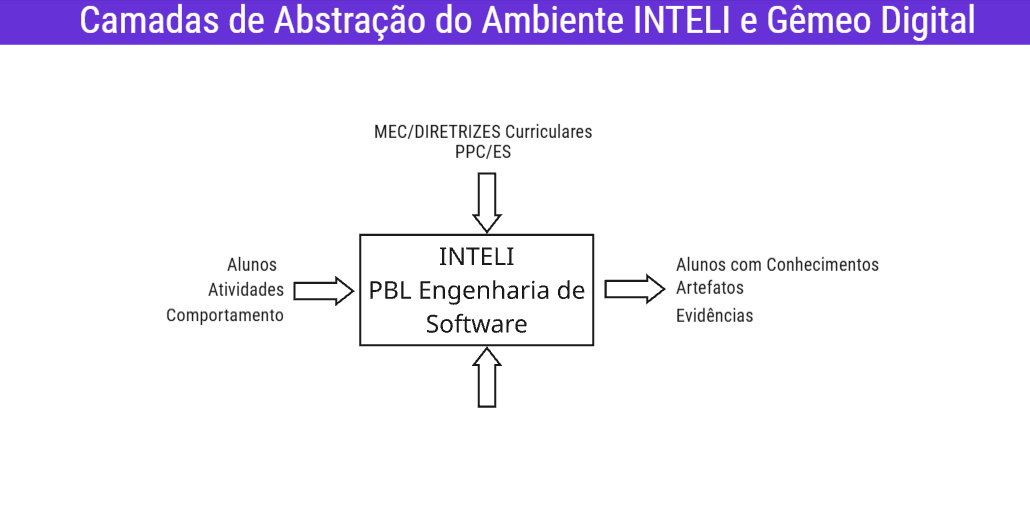 Camadas de Abstração do Ambiente INTELI e Gêmeo Digital
MEC/DIRETRIZES Curriculares
PPC/ES
Alunos
Atividades
Comportamento
INTELI
PBL Engenharia de
Software
Alunos com Conhecimentos
Artefatos
Evidências